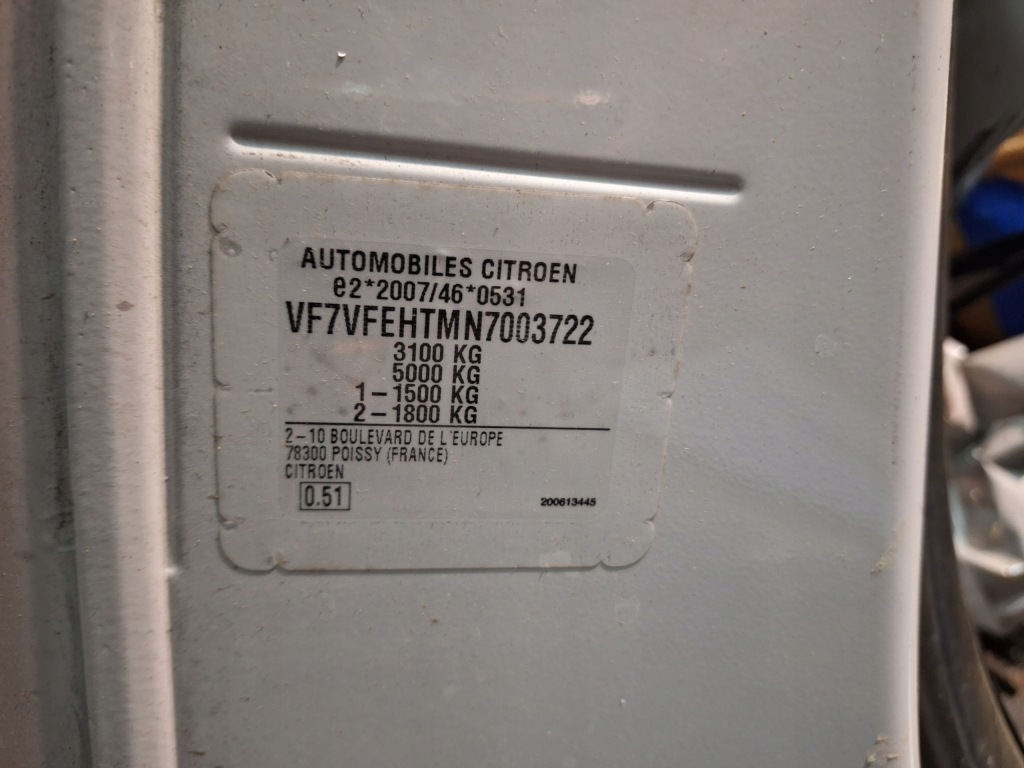 AUTOMOBILES CITROEN
e2*2007/46*0531
VF7VFEHTMN7003722
3100 KG
5000 KG
1-1500 KG
2-1800 KG
2-10 BOULEVARD DE L'EUROPE
78300 POISSY (FRANCE)
CITROEN
0.51
200613445